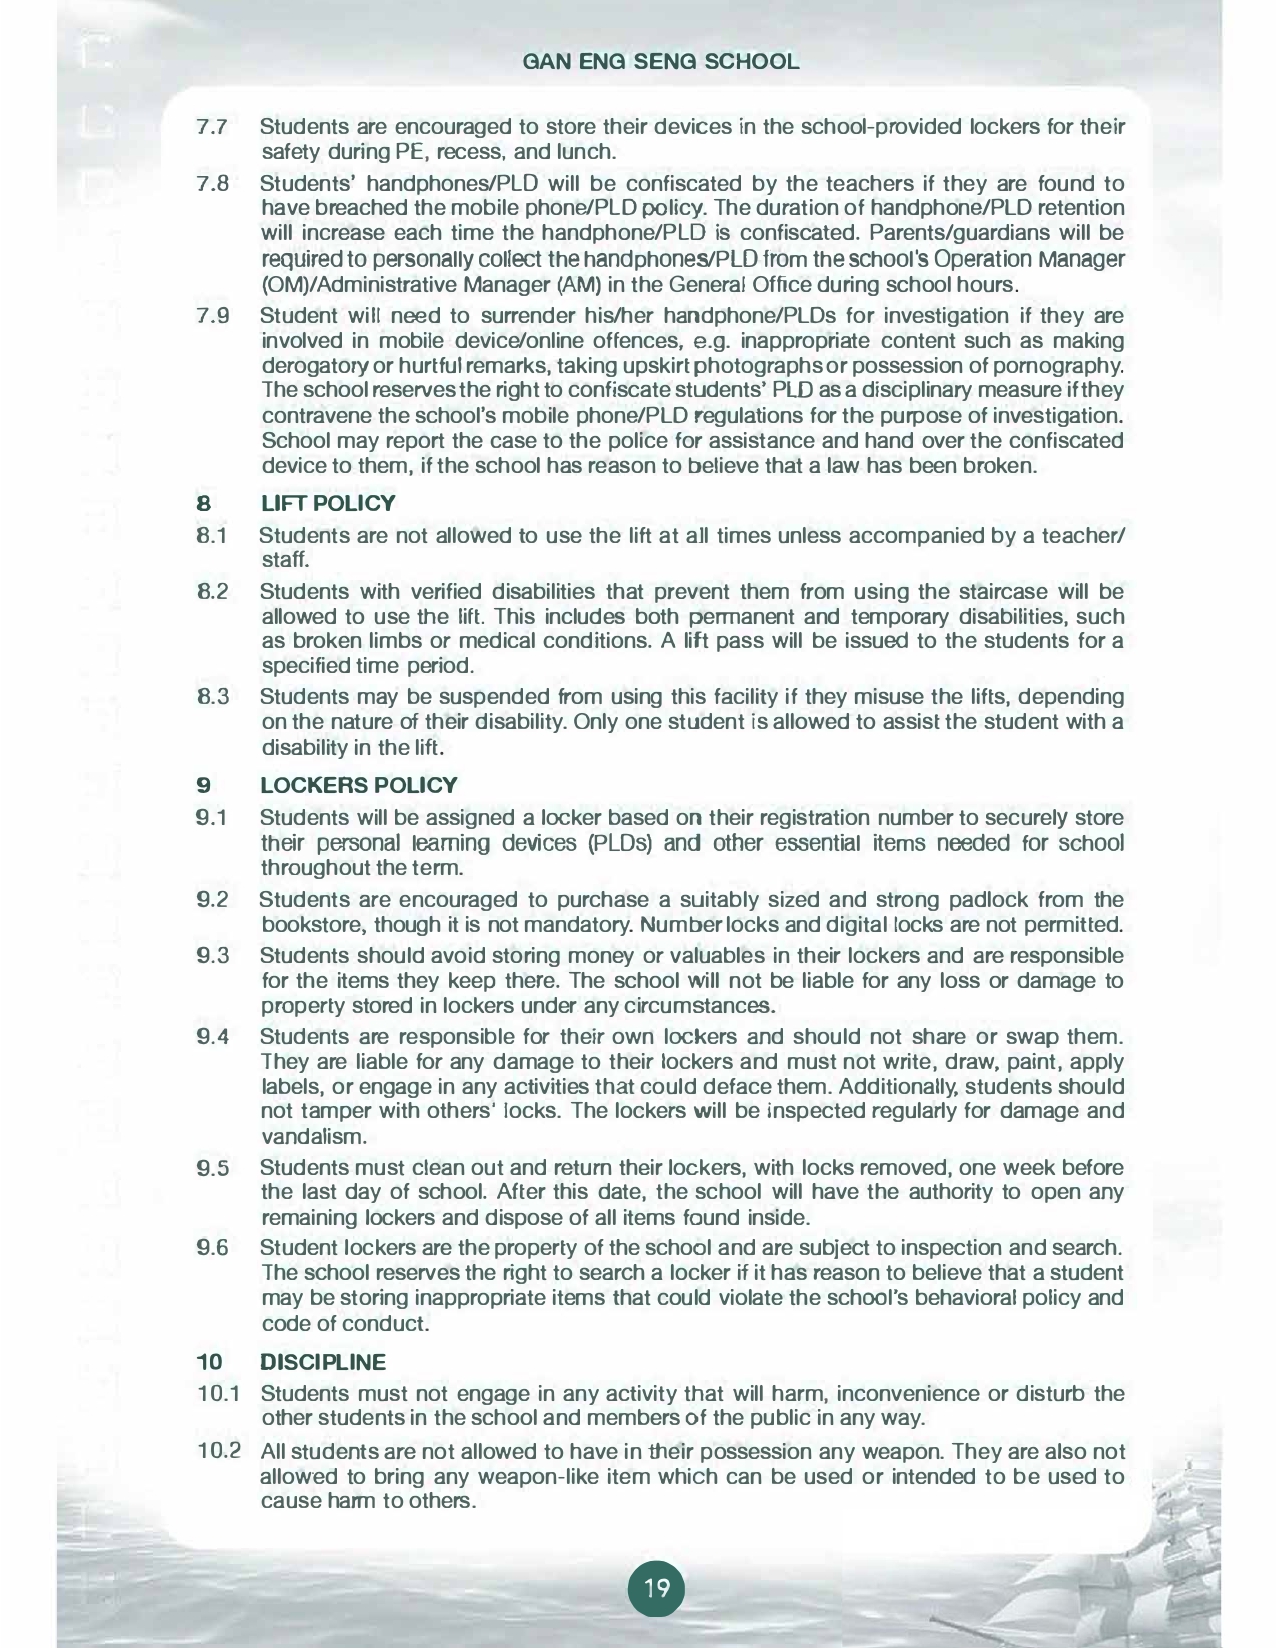 GAN ENG SENG SCHOOL
7.7 Students are encouraged to store their devices in the school-provided lockers for their
safety during PE, recess, and lunch.
7.8 Students' handphones/PLD will be confiscated by the teachers if they are found to
have breached the mobile phone/PLD policy. The duration of handphone/PLD retention
will increase each time the handphone/PLD is confiscated. Parents/guardians will be
required to personally collect the handphones/PLD from the school's Operation Manager
(OM)/Administrative Manager (AM) in the General Office during school hours.
7.9 Student will need to surrender his/her handphone/PLDs for investigation if they are
involved in mobile device/online offences, e.g. inappropriate content such as making
derogatory or hurtful remarks, taking upskirt photographs or possession of pornography.
The school reserves the right to confiscate students' PLD as a disciplinary measure if they
contravene the school's mobile phone/PLD regulations for the purpose of investigation.
School may report the case to the police for assistance and hand over the confiscated
device to them, if the school has reason to believe that a law has been broken.
8 LIFT POLICY
8.1 Students are not allowed to use the lift at all times unless accompanied by a teacher/
staff.
8.2 Students with verified disabilities that prevent them from using the staircase will be
allowed to use the lift. This includes both permanent and temporary disabilities, such
as broken limbs or medical conditions. A lift pass will be issued to the students for a
specified time period.
8.3 Students may be suspended from using this facility if they misuse the lifts, depending
on the nature of their disability. Only one student is allowed to assist the student with a
disability in the lift.
9 LOCKERS POLICY
9.1 Students will be assigned a locker based on their registration number to securely store
their personal learning devices (PLDs) and other essential items needed for school
throughout the term.
9.2 Students are encouraged to purchase a suitably sized and strong padlock from the
bookstore, though it is not mandatory. Number locks and digital locks are not permitted.
9.3 Students should avoid storing money or valuables in their lockers and are responsible
for the items they keep there. The school will not be liable for any loss or damage to
property stored in lockers under any circumstances.
9.4 Students are responsible for their own lockers and should not share or swap them.
They are liable for any damage to their lockers and must not write, draw, paint, apply
labels, or engage in any activities that could deface them. Additionally, students should
not tamper with others' locks. The lockers will be inspected regularly for damage and
vandalism.
9.5 Students must clean out and return their lockers, with locks removed, one week before
the last day of school. After this date, the school will have the authority to open any
remaining lockers and dispose of all items found inside.
9.6 Student lockers are the property of the school and are subject to inspection and search.
The school reserves the right to search a locker if it has reason to believe that a student
may be storing inappropriate items that could violate the school's behavioral policy and
code of conduct.
10 DISCIPLINE
10.1 Students must not engage in any activity that will harm, inconvenience or disturb the
other students in the school and members of the public in any way.
10.2 All students are not allowed to have in their possession any weapon. They are also not
allowed to bring any weapon-like item which can be used or intended to be used to
cause harm to others.
19